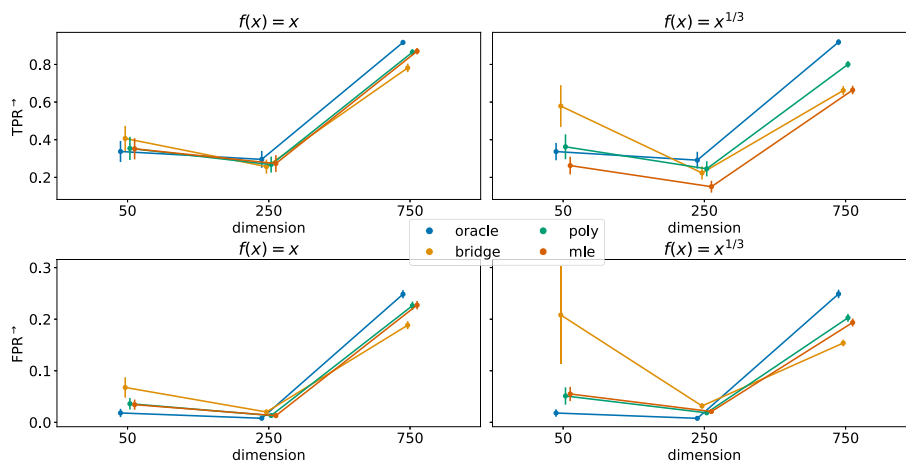 f(x) = x
f(x) = x^{1/3}
TPR→
0.8
0.6
0.4
0.2
50
250
750
50
250
750
dimension
dimension
oracle
poly
bridge
mle
f(x) = x
f(x) = x^{1/3}
FPR→
0.3
0.2
0.1
0.0
50
250
750
50
250
750
dimension
dimension